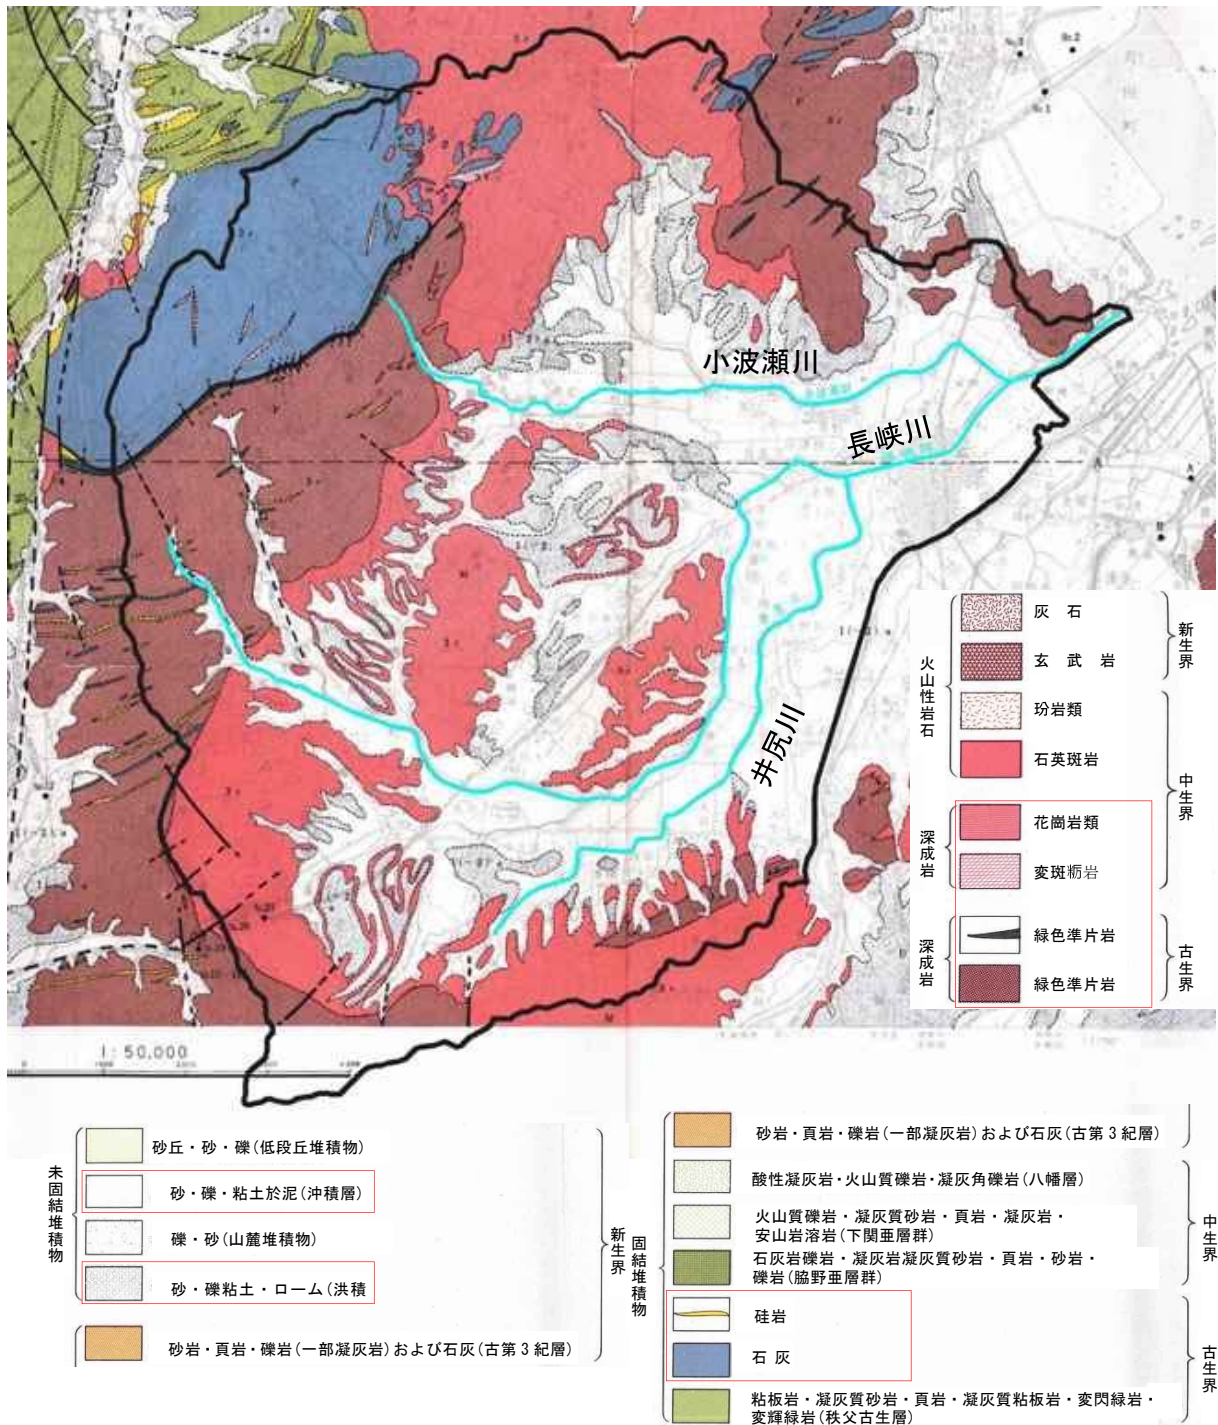 No.2
No.1
小波瀬川
長峡川
井尻川
1:50,000
火山性岩石
灰 石
玄 武 岩
新生界
玢岩類
石英斑岩
深成岩
花崗岩類
変斑粝岩
中生界
深成岩
緑色準片岩
緑色準片岩
古生界
未固結堆積物
砂丘・砂・礫(低段丘堆積物)
砂・礫・粘土於泥(沖積層)
礫・砂(山麓堆積物)
砂・礫粘土・ローム(洪積
砂岩・頁岩・礫岩(一部凝灰岩)および石灰(古第3紀層)
新生界
固結堆積物
砂岩・頁岩・礫岩(一部凝灰岩)および石灰(古第3紀層)
酸性凝灰岩・火山質礫岩・凝灰角礫岩(八幡層)
火山質礫岩・凝灰質砂岩・頁岩・凝灰岩・
安山岩溶岩(下関亜層群)
石灰岩礫岩・凝灰岩凝灰質砂岩・頁岩・砂岩・
礫岩(脇野亜層群)
中生界
硅岩
石 灰
粘板岩・凝灰質砂岩・頁岩・凝灰質粘板岩・変閃緑岩・
変輝緑岩(秩父古生層)
古生界